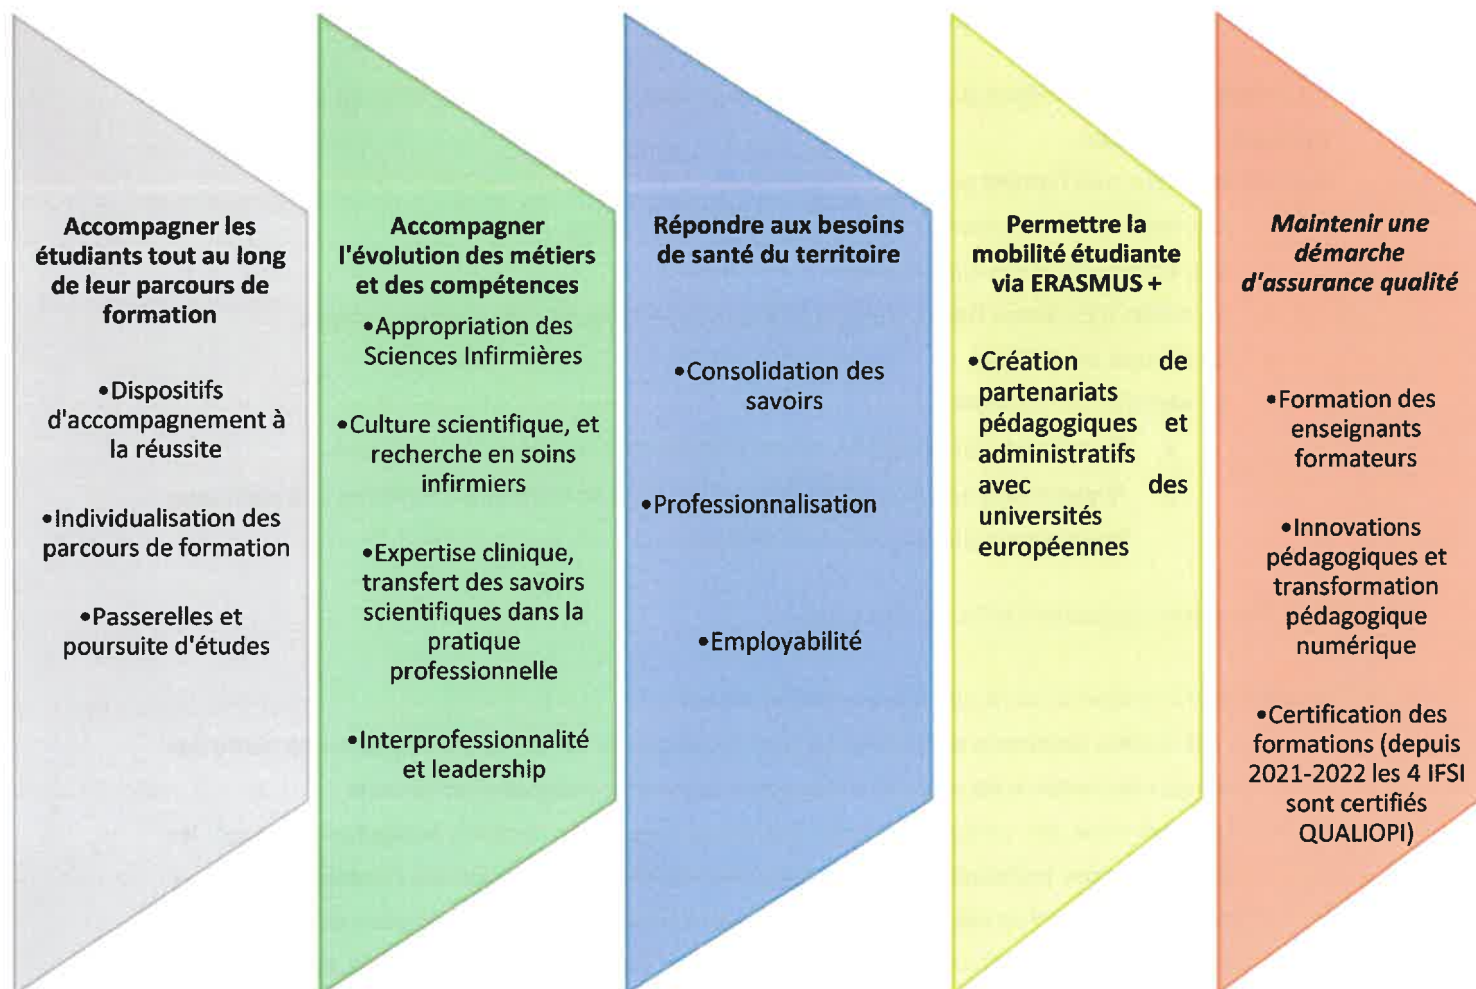 Accompagner les
étudiants tout au long
de leur parcours de
formation
•Dispositifs
d'accompagnement à
la réussite
•Individualisation des
parcours de formation
•Passerelles et
poursuite d'études
Accompagner
l'évolution des métiers
et des compétences
•Appropriation des
Sciences Infirmières
•Culture scientifique, et
recherche en soins
infirmiers
•Expertise clinique,
transfert des savoirs
scientifiques dans la
pratique
professionnelle
•Interprofessionnalité
et leadership
Répondre aux besoins
de santé du territoire
•Consolidation des
savoirs
•Professionnalisation
•Employabilité
Permettre la
mobilité étudiante
via ERASMUS +
•Création de
partenariats
pédagogiques et
administratifs
avec des
universités
européennes
Maintenir une
démarche
d'assurance qualité
•Formation des
enseignants
formateurs
•Innovations
pédagogiques et
transformation
pédagogique
numérique
•Certification des
formations (depuis
2021-2022 les 4 IFSI
sont certifiés
QUALIOPI)